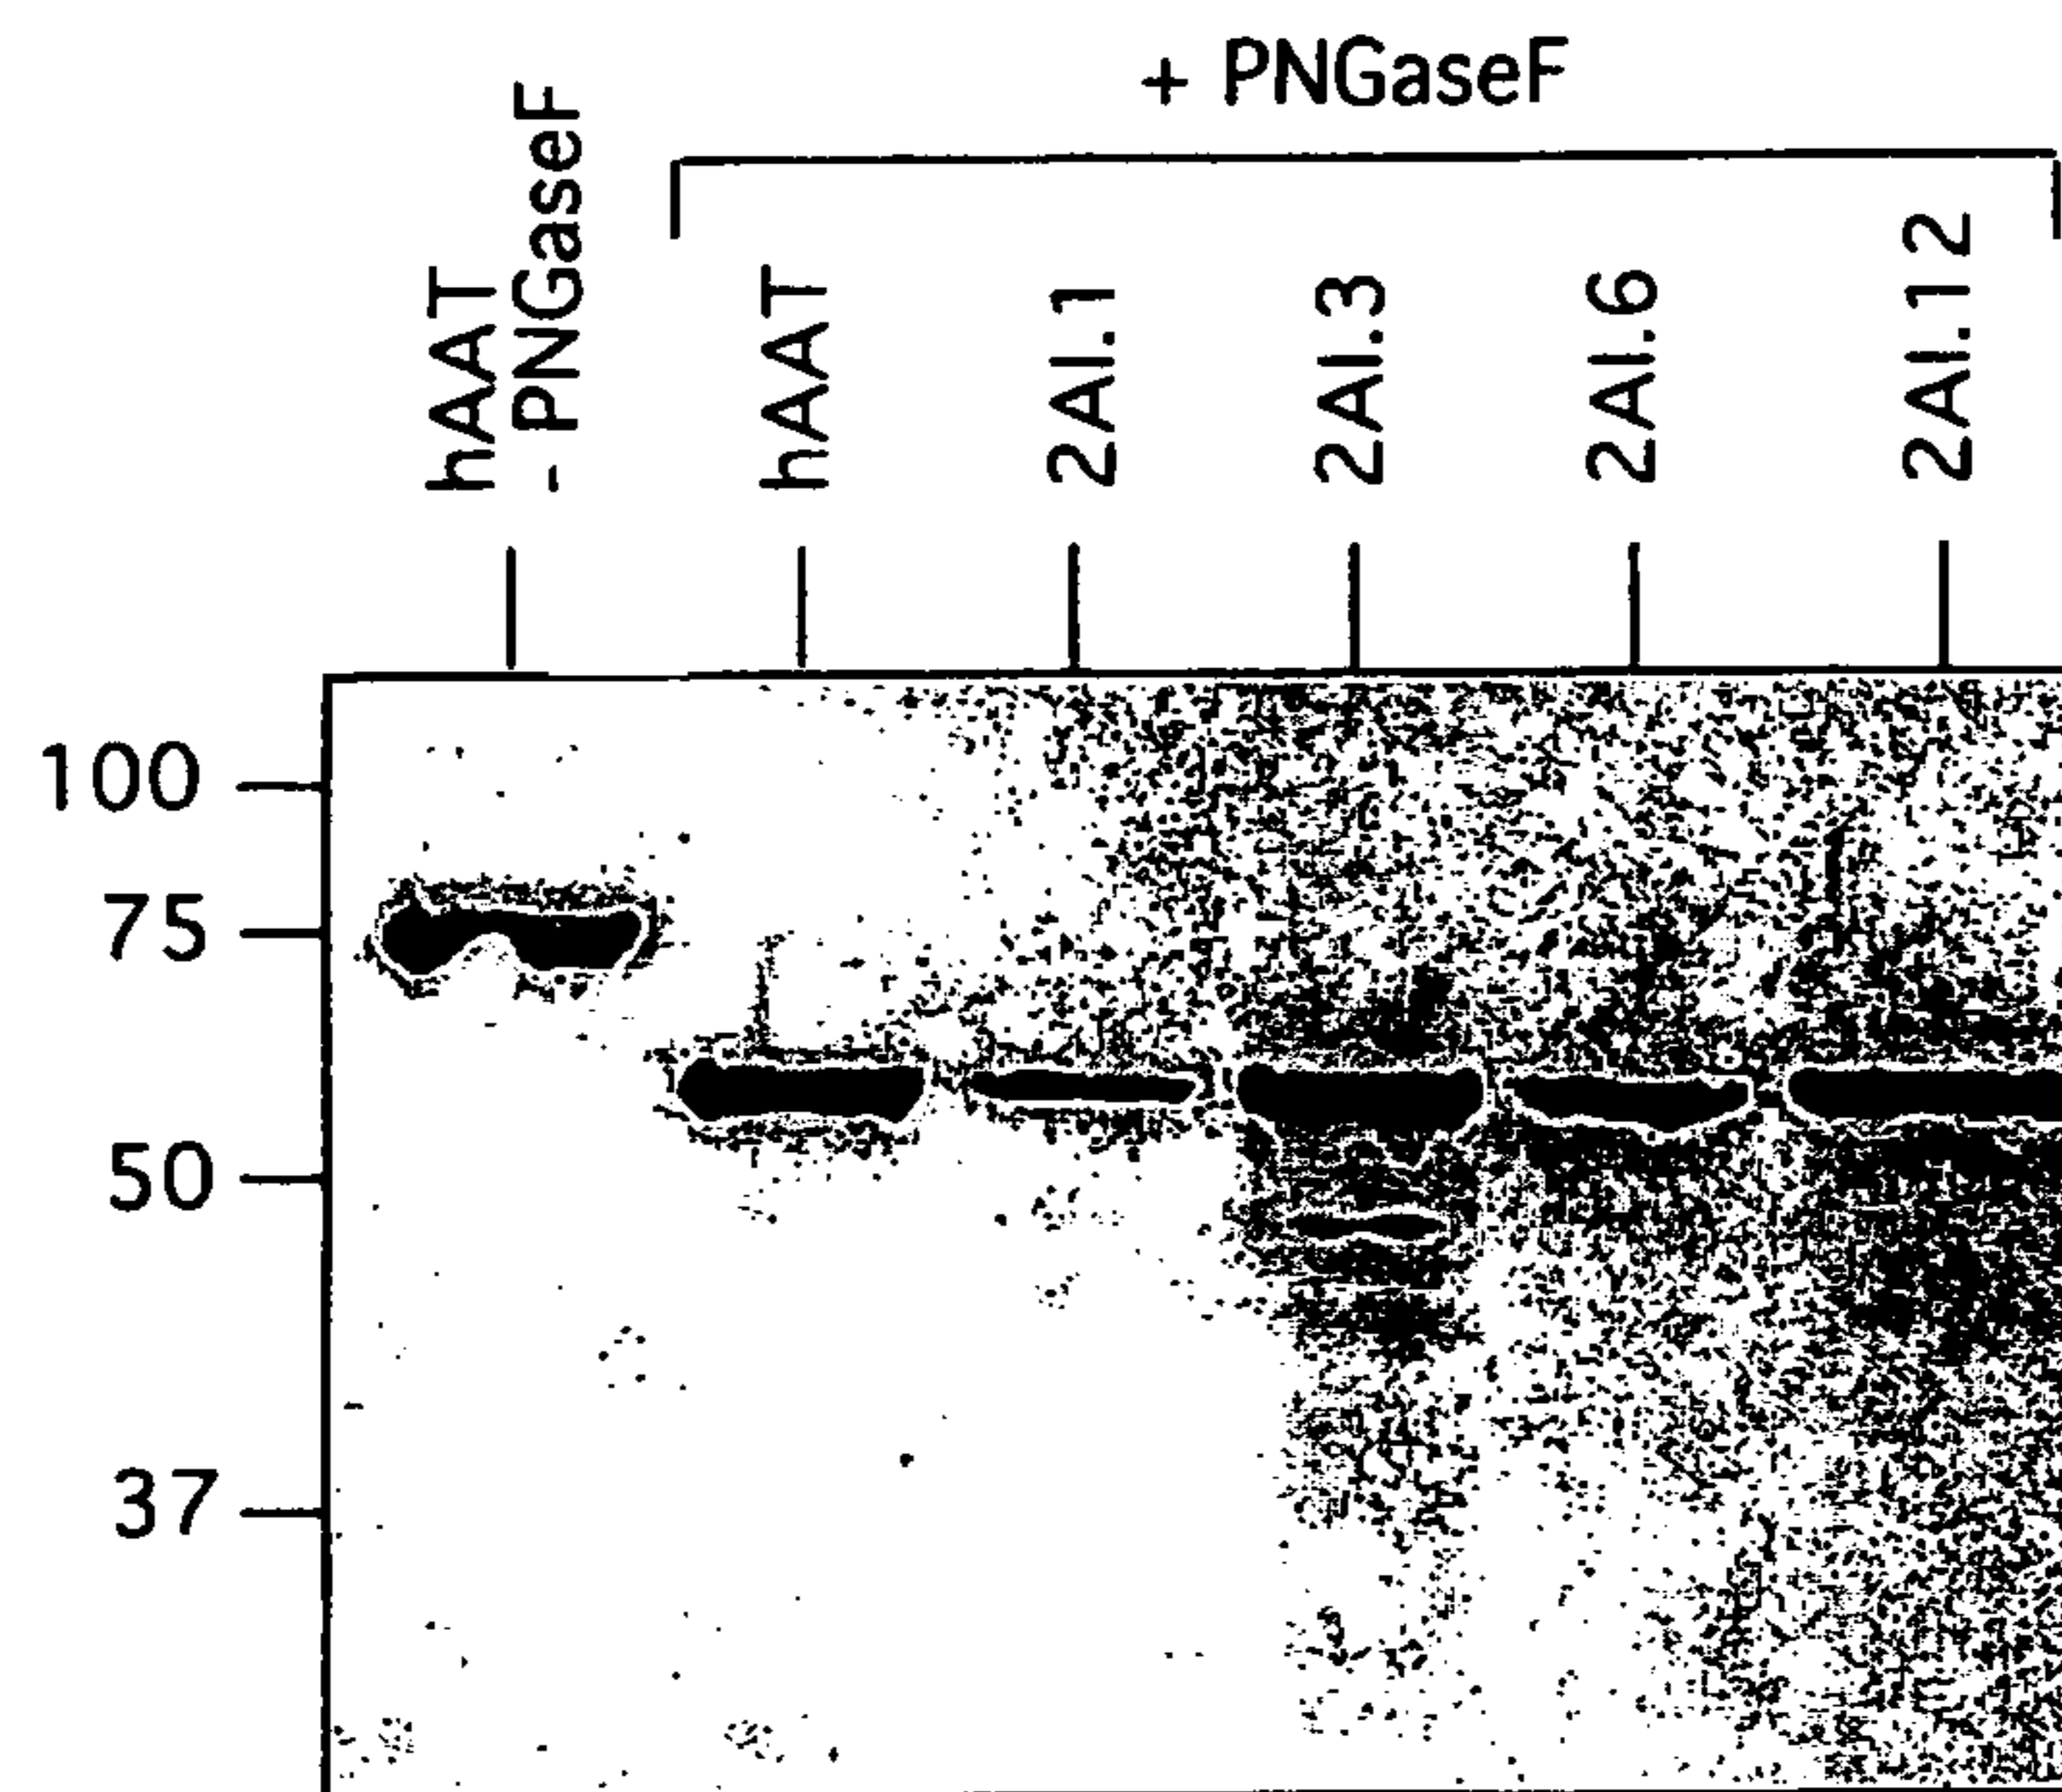 + PNGaseF
hAAT
- PNGaseF
hAAT
2AI.1
2AI.3
2AI.6
2AI.12
100
75
50
37